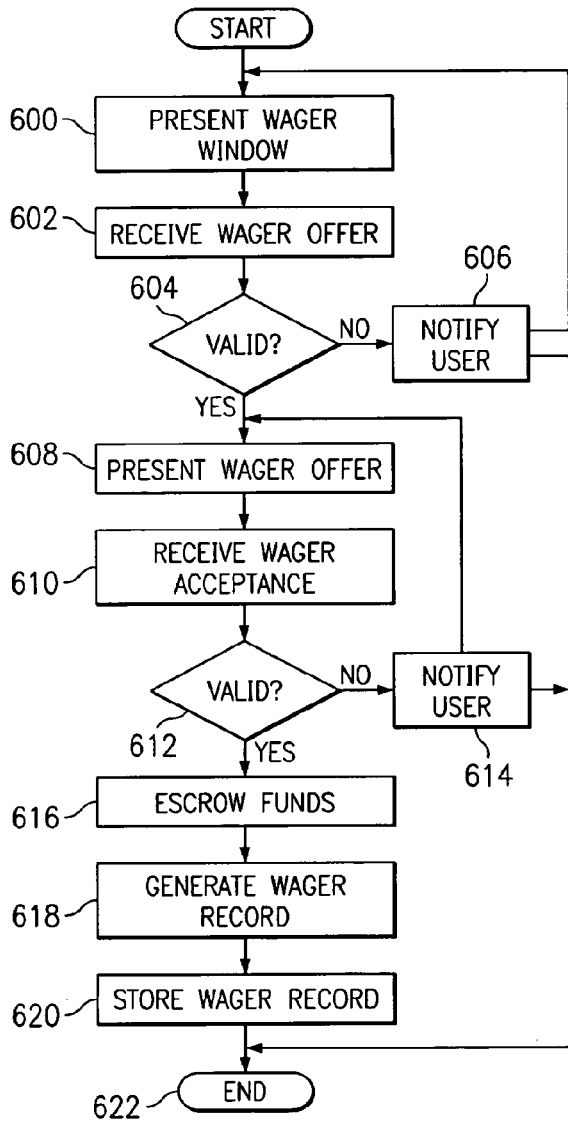 START
600
PRESENT WAGER
WINDOW
602
RECEIVE WAGER OFFER
604
VALID?
NO
606
NOTIFY
USER
YES
608
PRESENT WAGER OFFER
610
RECEIVE WAGER
ACCEPTANCE
612
VALID?
NO
NOTIFY
USER
614
YES
616
ESCROW FUNDS
618
GENERATE WAGER
RECORD
620
STORE WAGER RECORD
622
END